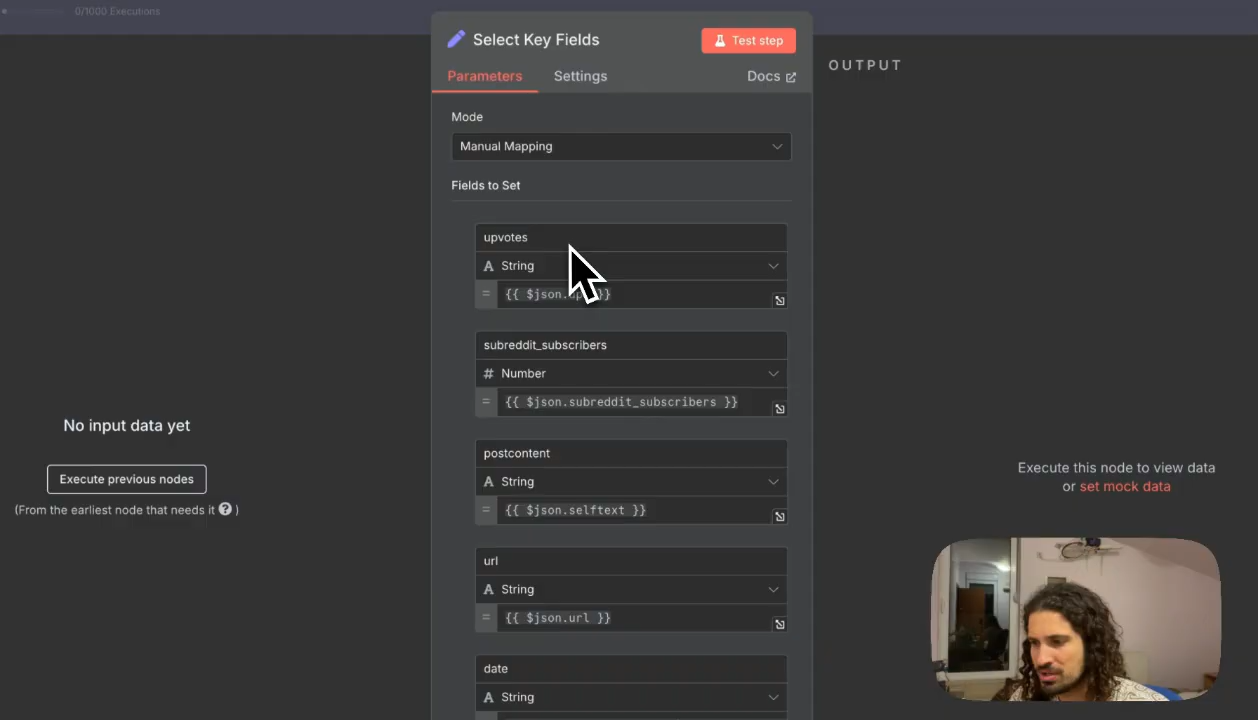 0/1000 Executions
Select Key Fields
Test step
Parameters
Settings
Docs
OUTPUT
Mode
Manual Mapping
Fields to Set
upvotes
A String
= {{ $json.ups }}
subreddit_subscribers
# Number
= {{ $json.subreddit_subscribers }}
postcontent
A String
= {{ $json.selftext }}
url
A String
= {{ $json.url }}
date
A String
No input data yet
Execute previous nodes
(From the earliest node that needs it ? )
Execute this node to view data
or set mock data